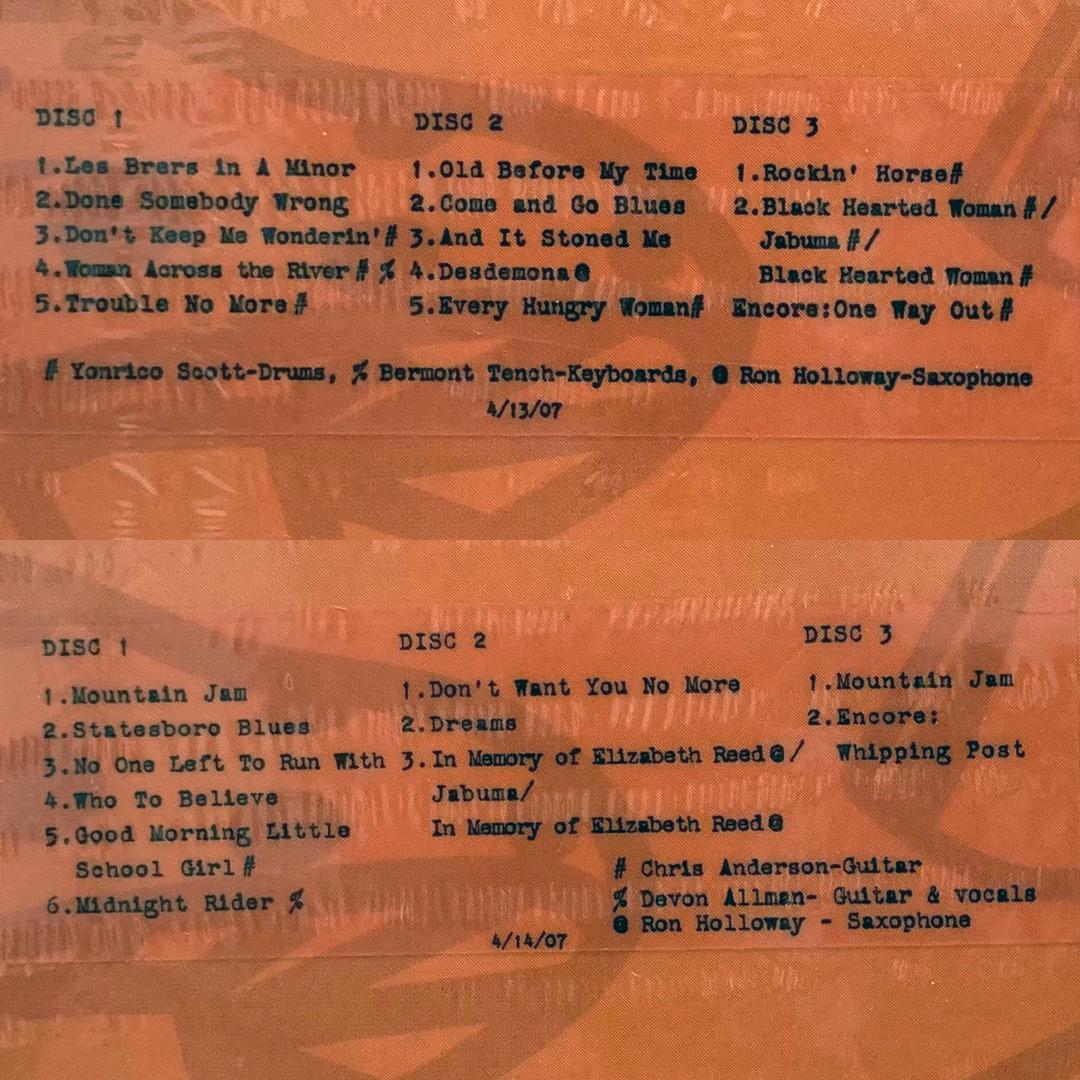 DISC 1
1.Les Brers in A Minor
2.Done Somebody Wrong
3.Don't Keep Me Wonderin'#
4.Woman Across the River # %
5.Trouble No More #
DISC 2
1.Old Before My Time
2.Come and Go Blues
3.And It Stoned Me
4.Desdemona@
5.Every Hungry Woman#
DISC 3
1.Rockin' Horse#
2.Black Hearted Woman #/
Jabuma #/
Black Hearted Woman #
Encore:One Way Out #
# Yonrico Scott-Drums, % Bermont Tench-Keyboards, @ Ron Holloway-Saxophone
4/13/07
DISC 1
1.Mountain Jam
2.Statesboro Blues
3.No One Left To Run With
4.Who To Believe
5.Good Morning Little
School Girl #
6.Midnight Rider %
DISC 2
1.Don't Want You No More
2.Dreams
3.In Memory of Elizabeth Reed@/
Jabuma/
In Memory of Elizabeth Reed@
DISC 3
1.Mountain Jam
2.Encore:
Whipping Post
# Chris Anderson-Guitar
% Devon Allman- Guitar & vocals
@ Ron Holloway - Saxophone
4/14/07